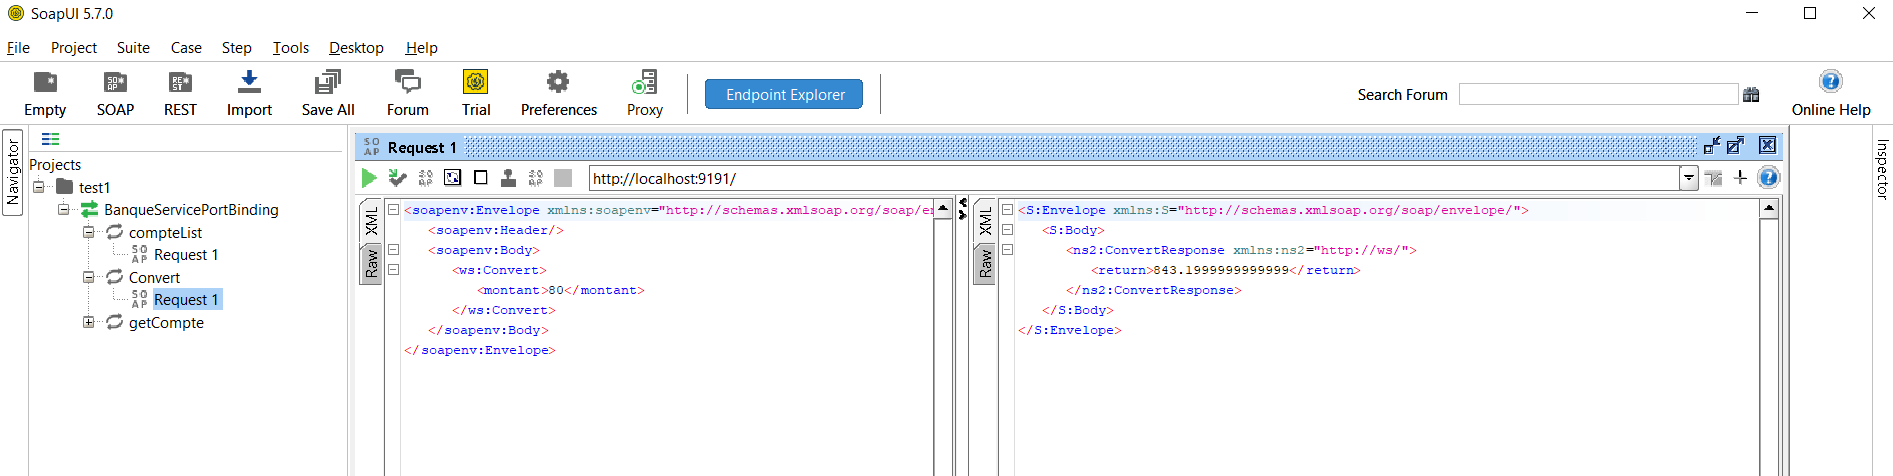 SoapUI 5.7.0
File Project Suite Case Step Tools Desktop Help
Empty SOAP REST Import Save All Forum Trial Preferences Proxy Endpoint Explorer Search Forum Online Help
Navigator
Projects
test1
BanqueServicePortBinding
compteList
Request 1
Convert
Request 1
getCompte
Request 1
http://localhost:9191/
XML
Raw
<soapenv:Envelope xmlns:soapenv="http://schemas.xmlsoap.org/soap/en
<soapenv:Header/>
<soapenv:Body>
<ws:Convert>
<montant>80</montant>
</ws:Convert>
</soapenv:Body>
</soapenv:Envelope>
XML
Raw
<S:Envelope xmlns:S="http://schemas.xmlsoap.org/soap/envelope/">
<S:Body>
<ns2:ConvertResponse xmlns:ns2="http://ws/">
<return>843.1999999999999</return>
</ns2:ConvertResponse>
</S:Body>
</S:Envelope>
Inspector